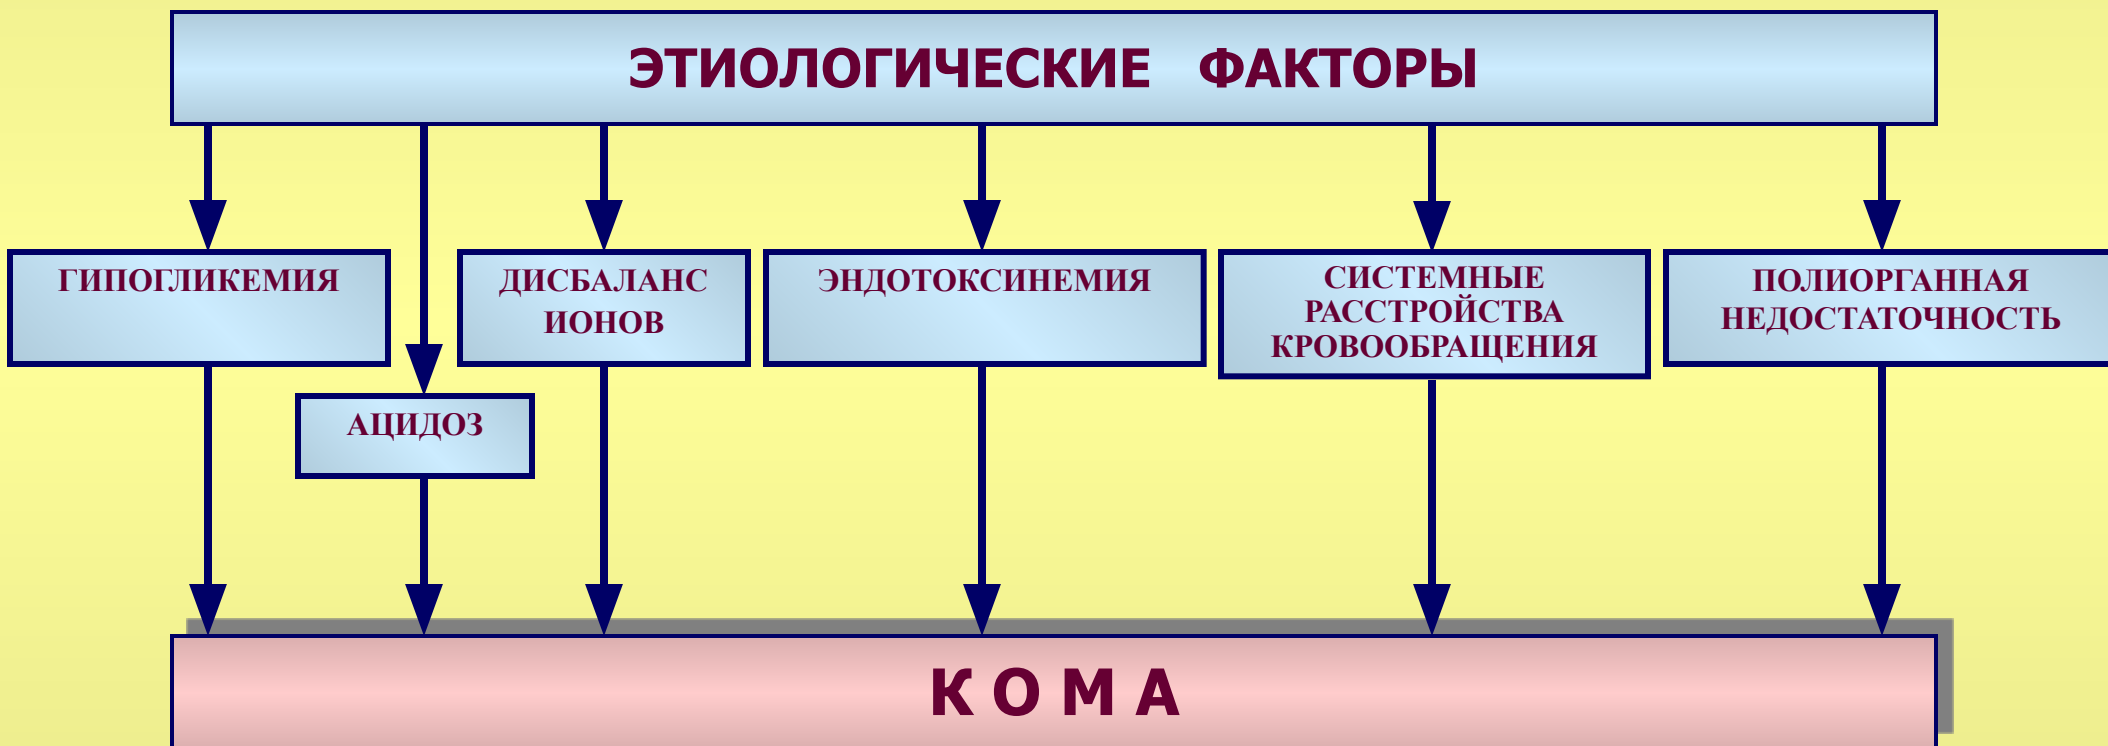 ЭТИОЛОГИЧЕСКИЕ ФАКТОРЫ
ГИПОГЛИКЕМИЯ
ДИСБАЛАНС
ИОНОВ
ЭНДОТОКСИНЕМИЯ
СИСТЕМНЫЕ
РАССТРОЙСТВА
КРОВООБРАЩЕНИЯ
ПОЛИОРГАННАЯ
НЕДОСТАТОЧНОСТЬ
АЦИДОЗ
К О М А